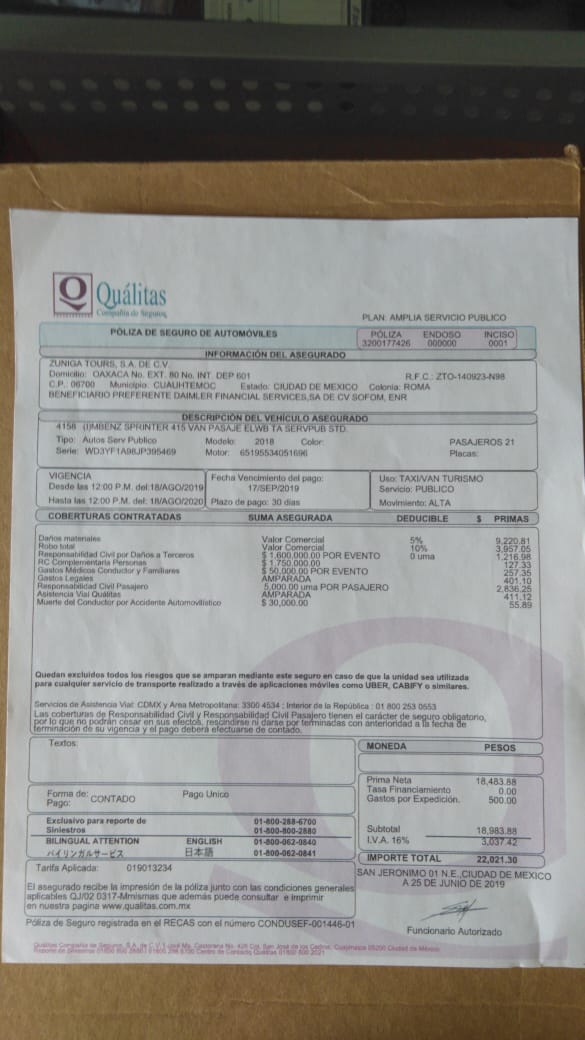 Quálitas
Compañía de Seguros
PLAN: AMPLIA SERVICIO PUBLICO
PÓLIZA DE SEGURO DE AUTOMÓVILES
PÓLIZA ENDOSO INCISO
3200177426 000000 0001
INFORMACIÓN DEL ASEGURADO
ZUNIGA TOURS, S.A. DE C.V.
Domicilio: OAXACA No. EXT. 80 No. INT. DEP 601 R.F.C.: ZTO-140923-N98
C.P. 06700 Municipio: CUAUHTEMOC Estado: CIUDAD DE MEXICO Colonia: ROMA
BENEFICIARIO PREFERENTE DAIMLER FINANCIAL SERVICES,SA DE CV SOFOM, ENR
DESCRIPCIÓN DEL VEHÍCULO ASEGURADO
4158 (I)MBENZ SPRINTER 415 VAN PASAJE ELWB TA SERVPUB STD.
Tipo: Autos Serv Publico Modelo: 2018 Color: PASAJEROS 21
Serie: WD3YF1A98JP395469 Motor: 65195534051696 Placas:
VIGENCIA
Desde las 12:00 P.M. del:18/AGO/2019
Hasta las 12:00 P.M. del:18/AGO/2020
Fecha Vencimiento del pago:
17/SEP/2019
Plazo de pago: 30 dias
Uso: TAXI/VAN TURISMO
Servicio: PUBLICO
Movimiento: ALTA
COBERTURAS CONTRATADAS SUMA ASEGURADA DEDUCIBLE $ PRIMAS
Daños materiales Valor Comercial 5% 9,220.81
Robo total Valor Comercial 10% 3,957.05
Responsabilidad Civil por Daños a Terceros $ 1,600,000.00 POR EVENTO 0 uma 1,216.98
RC Complementaria Personas $ 1,750,000.00 127.33
Gastos Médicos Conductor y Familiares $ 50,000.00 POR EVENTO 257.35
Gastos Legales AMPARADA 401.10
Responsabilidad Civil Pasajero 5,000.00 uma POR PASAJERO 2,836.25
Asistencia Vial Quálitas AMPARADA 411.12
Muerte del Conductor por Accidente Automovilístico $ 30,000.00 55.89
Quedan excluidos todos los riesgos que se amparan mediante este seguro en caso de que la unidad sea utilizada
para cualquier servicio de transporte realizado a través de aplicaciones móviles como UBER, CABIFY o similares.
Servicios de Asistencia Vial: CDMX y Area Metropolitana: 3300 4534 ; Interior de la República : 01 800 253 0553
Las coberturas de Responsabilidad Civil y Responsabilidad Civil Pasajero tienen el carácter de seguro obligatorio,
por lo que no podrán cesar en sus efectos, rescindirse ni darse por terminadas con anterioridad a la fecha de
terminación de su vigencia y el pago deberá efectuarse de contado.
Textos:
MONEDA PESOS
Forma de:
Pago: CONTADO Pago Unico
Prima Neta 18,483.88
Tasa Financiamiento 0.00
Gastos por Expedición. 500.00
Exclusivo para reporte de 01-800-288-6700
Siniestros 01-800-800-2880
BILINGUAL ATTENTION ENGLISH 01-800-062-0840
バイリンガルサービス 日本語 01-800-062-0841
Subtotal 18,983.88
I.V.A. 16% 3,037.42
IMPORTE TOTAL 22,021.30
Tarifa Aplicada: 019013234
SAN JERONIMO 01 N.E.,CIUDAD DE MEXICO
A 25 DE JUNIO DE 2019
El asegurado recibe la impresión de la póliza junto con las condiciones generales
aplicables QJ/02 0317-Mmismas que además puede consultar e imprimir
en nuestra pagina www.qualitas.com.mx
Funcionario Autorizado
Póliza de Seguro registrada en el RECAS con el número CONDUSEF-001446-01
Quálitas Compañía de Seguros, S.A. de C.V. José Ma. Castorena No. 426 Col. San José de los Cedros, Cuajimalpa 05200 Ciudad de México.